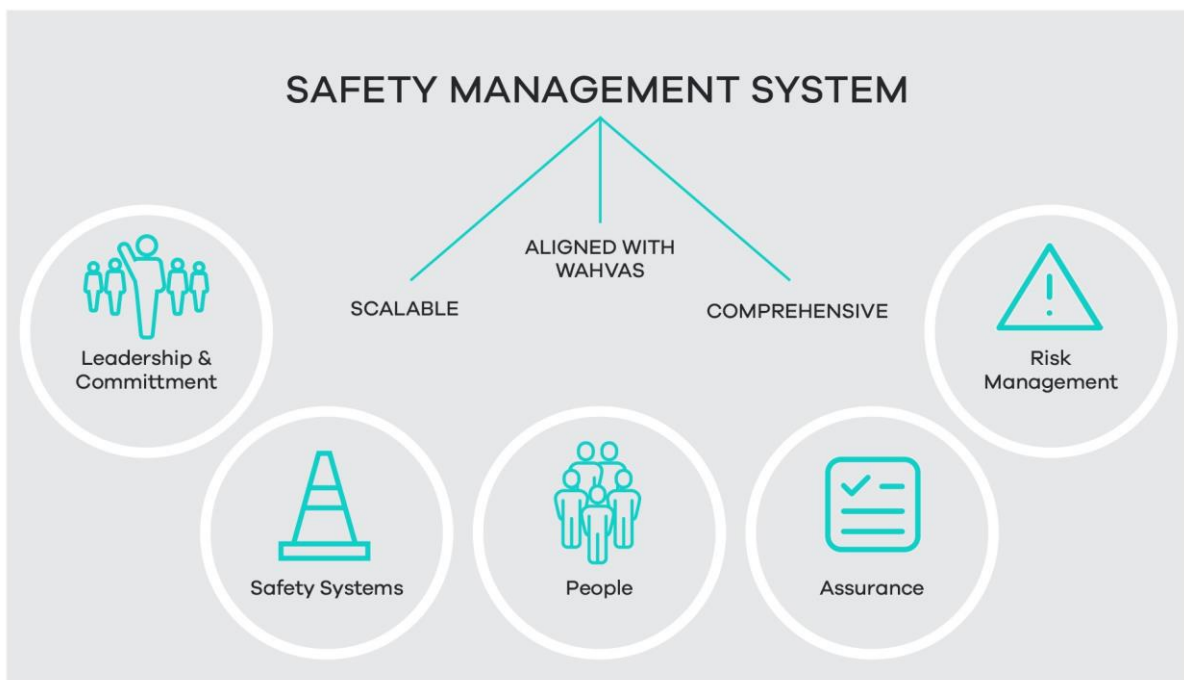 SAFETY MANAGEMENT SYSTEM
ALIGNED WITH
WAHVAS
SCALABLE
COMPREHENSIVE
Leadership &
Committment
Risk
Management
Safety Systems
People
Assurance